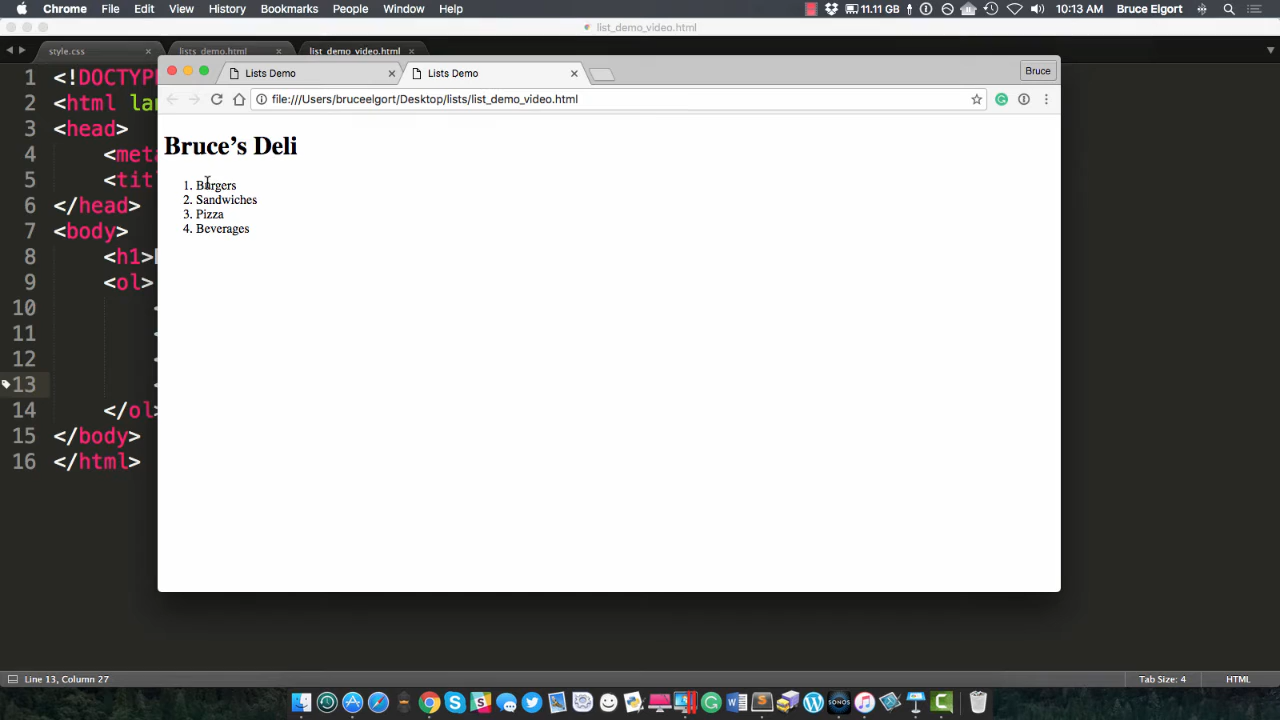 Chrome File Edit View History Bookmarks People Window Help 11.11 GB 10:13 AM Bruce Elgort
list_demo_video.html
style.css lists_demo.html list_demo_video.html
Lists Demo Lists Demo Bruce
file:///Users/bruceelgort/Desktop/lists/list_demo_video.html
Bruce’s Deli
1. Burgers
2. Sandwiches
3. Pizza
4. Beverages
1 <!DOCTYP
2 <html
3 <head>
4 <meta
5 <tit
6 </head>
7 <body>
8 <h1>
9 <ol>
10 <
11 <
12 <
13 <
14 </ol>
15 </body>
16 </html>
Line 13, Column 27 Tab Size: 4 HTML
SONOS